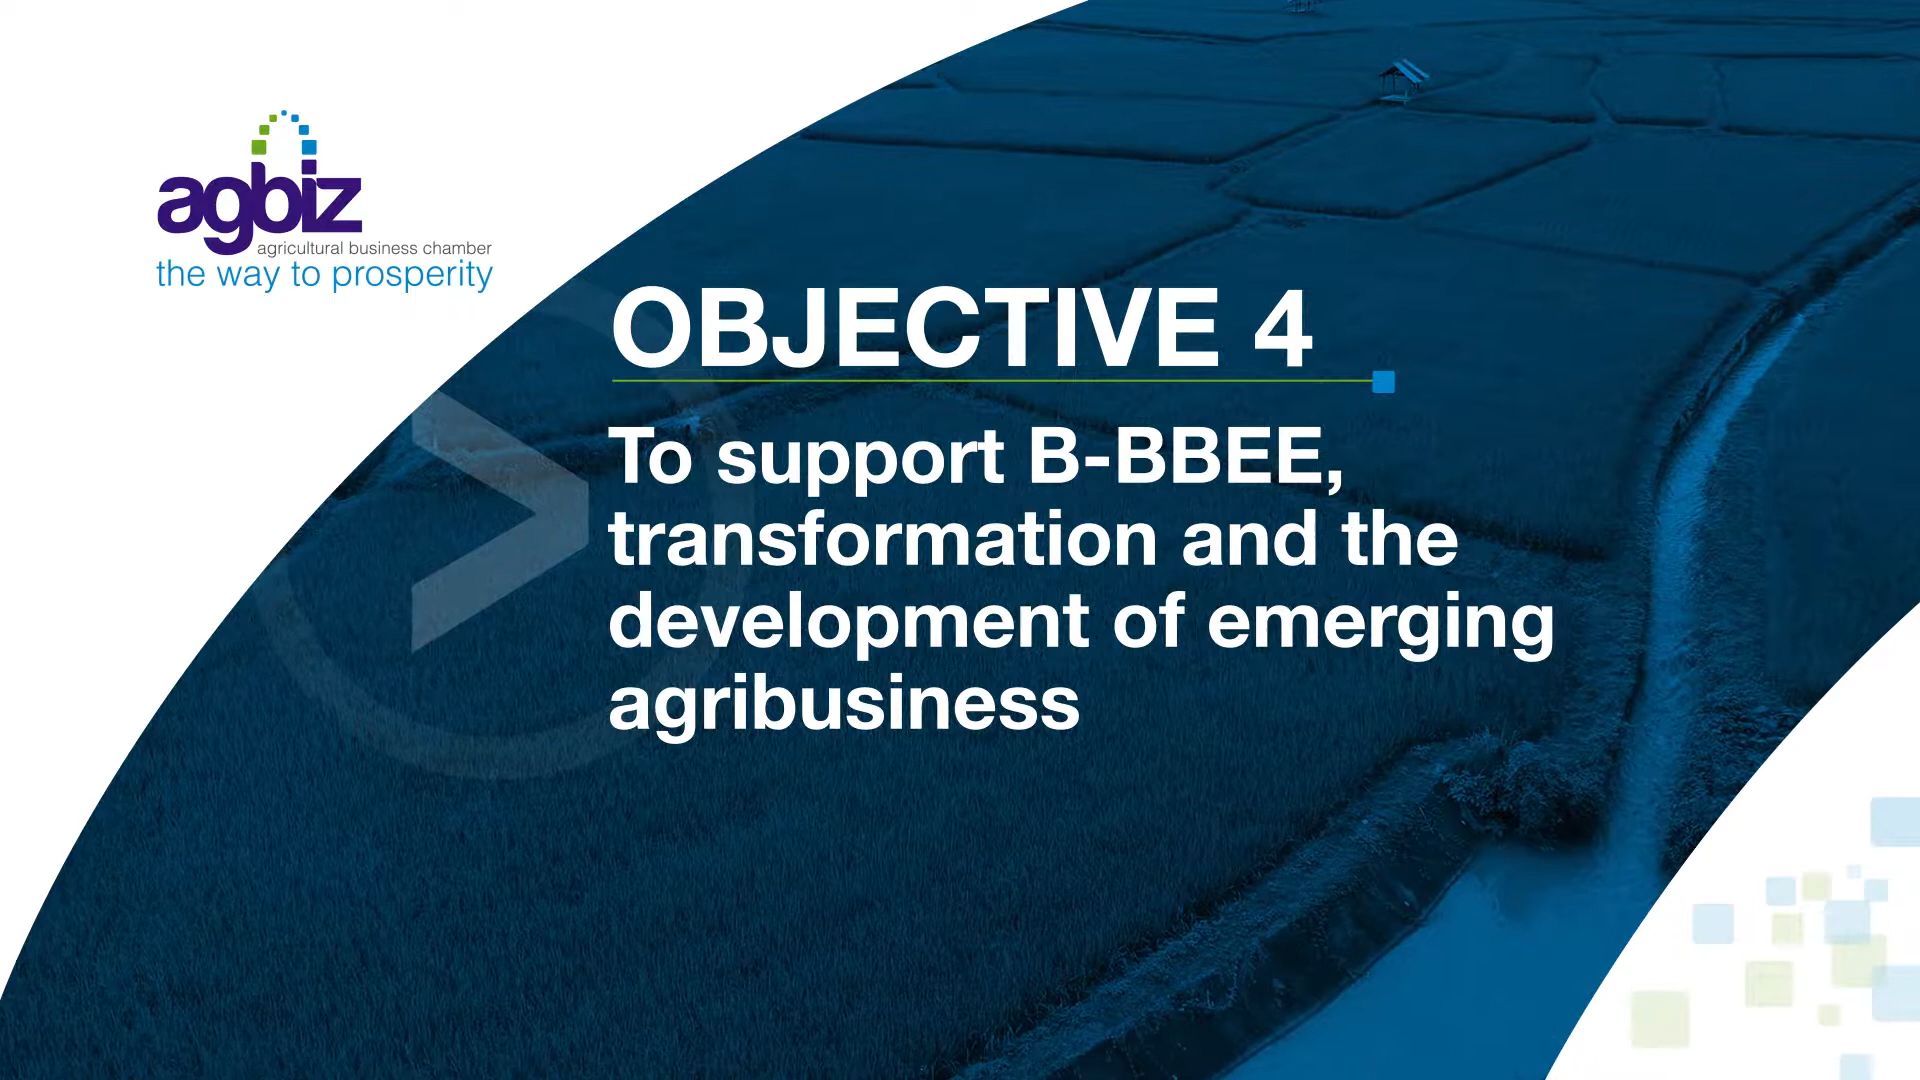 agbiz
agricultural business chamber
the way to prosperity
OBJECTIVE 4
To support B-BBEE,
transformation and the
development of emerging
agribusiness